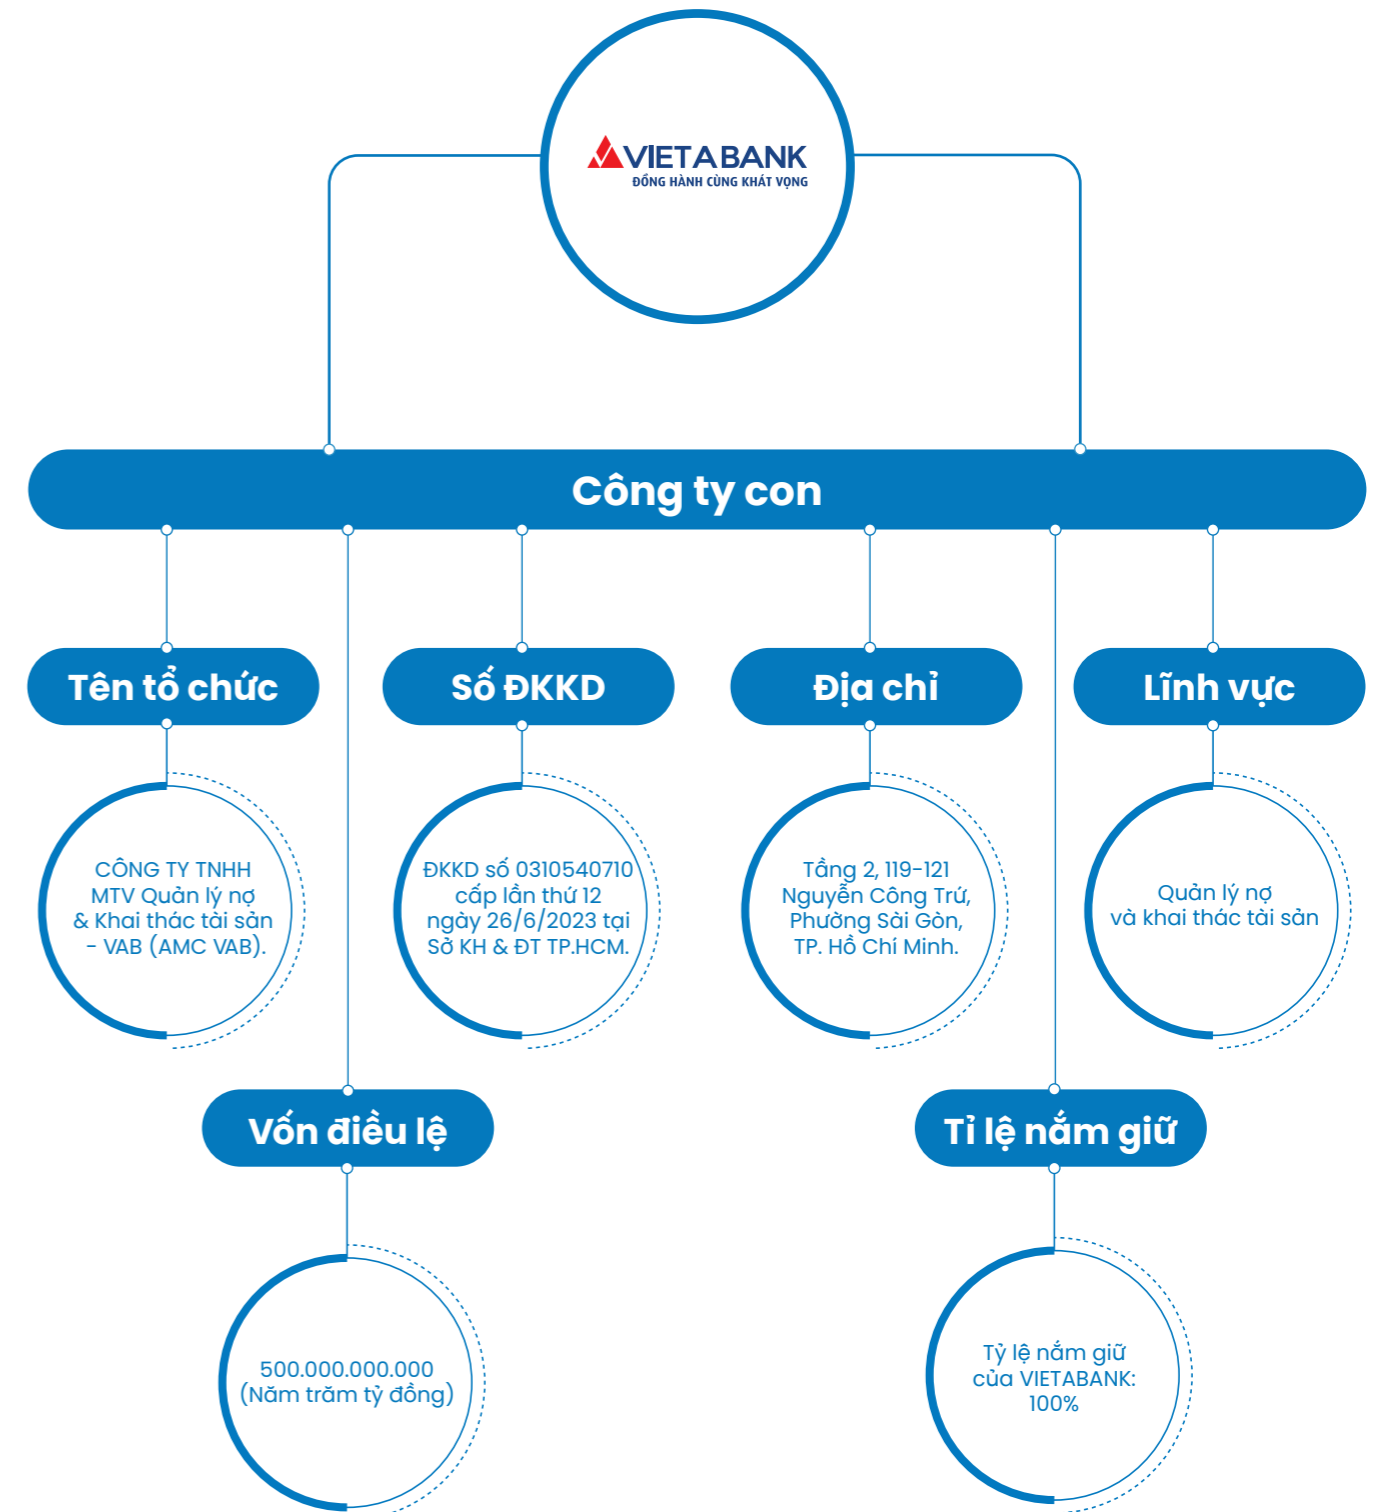 VIETABANK
ĐỒNG HÀNH CÙNG KHÁT VỌNG
Công ty con
Tên tổ chức
CÔNG TY TNHH
MTV Quản lý nợ
& Khai thác tài sản
- VAB (AMC VAB).
Số ĐKKD
ĐKKD số 0310540710
cấp lần thứ 12
ngày 26/6/2023 tại
Sở KH & ĐT TP.HCM.
Địa chỉ
Tầng 2, 119-121
Nguyễn Công Trứ,
Phường Sài Gòn,
TP. Hồ Chí Minh.
Lĩnh vực
Quản lý nợ
và khai thác tài sản
Vốn điều lệ
500.000.000.000
(Năm trăm tỷ đồng)
Tỉ lệ nắm giữ
Tỷ lệ nắm giữ
của VIETABANK:
100%